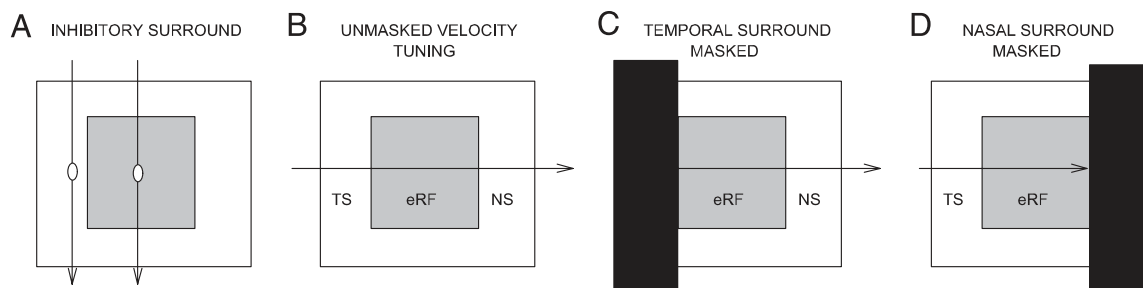 A INHIBITORY SURROUND
B UNMASKED VELOCITY
TUNING
C TEMPORAL SURROUND
MASKED
D NASAL SURROUND
MASKED
TS eRF NS
eRF NS
TS eRF